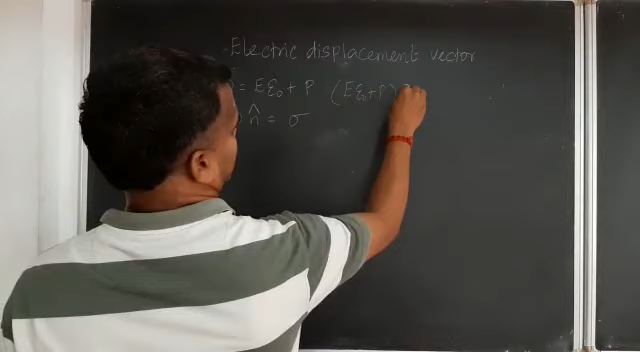 Electric displacement vector
= Eε₀ + P (Eε₀+P)
n̂ = σ